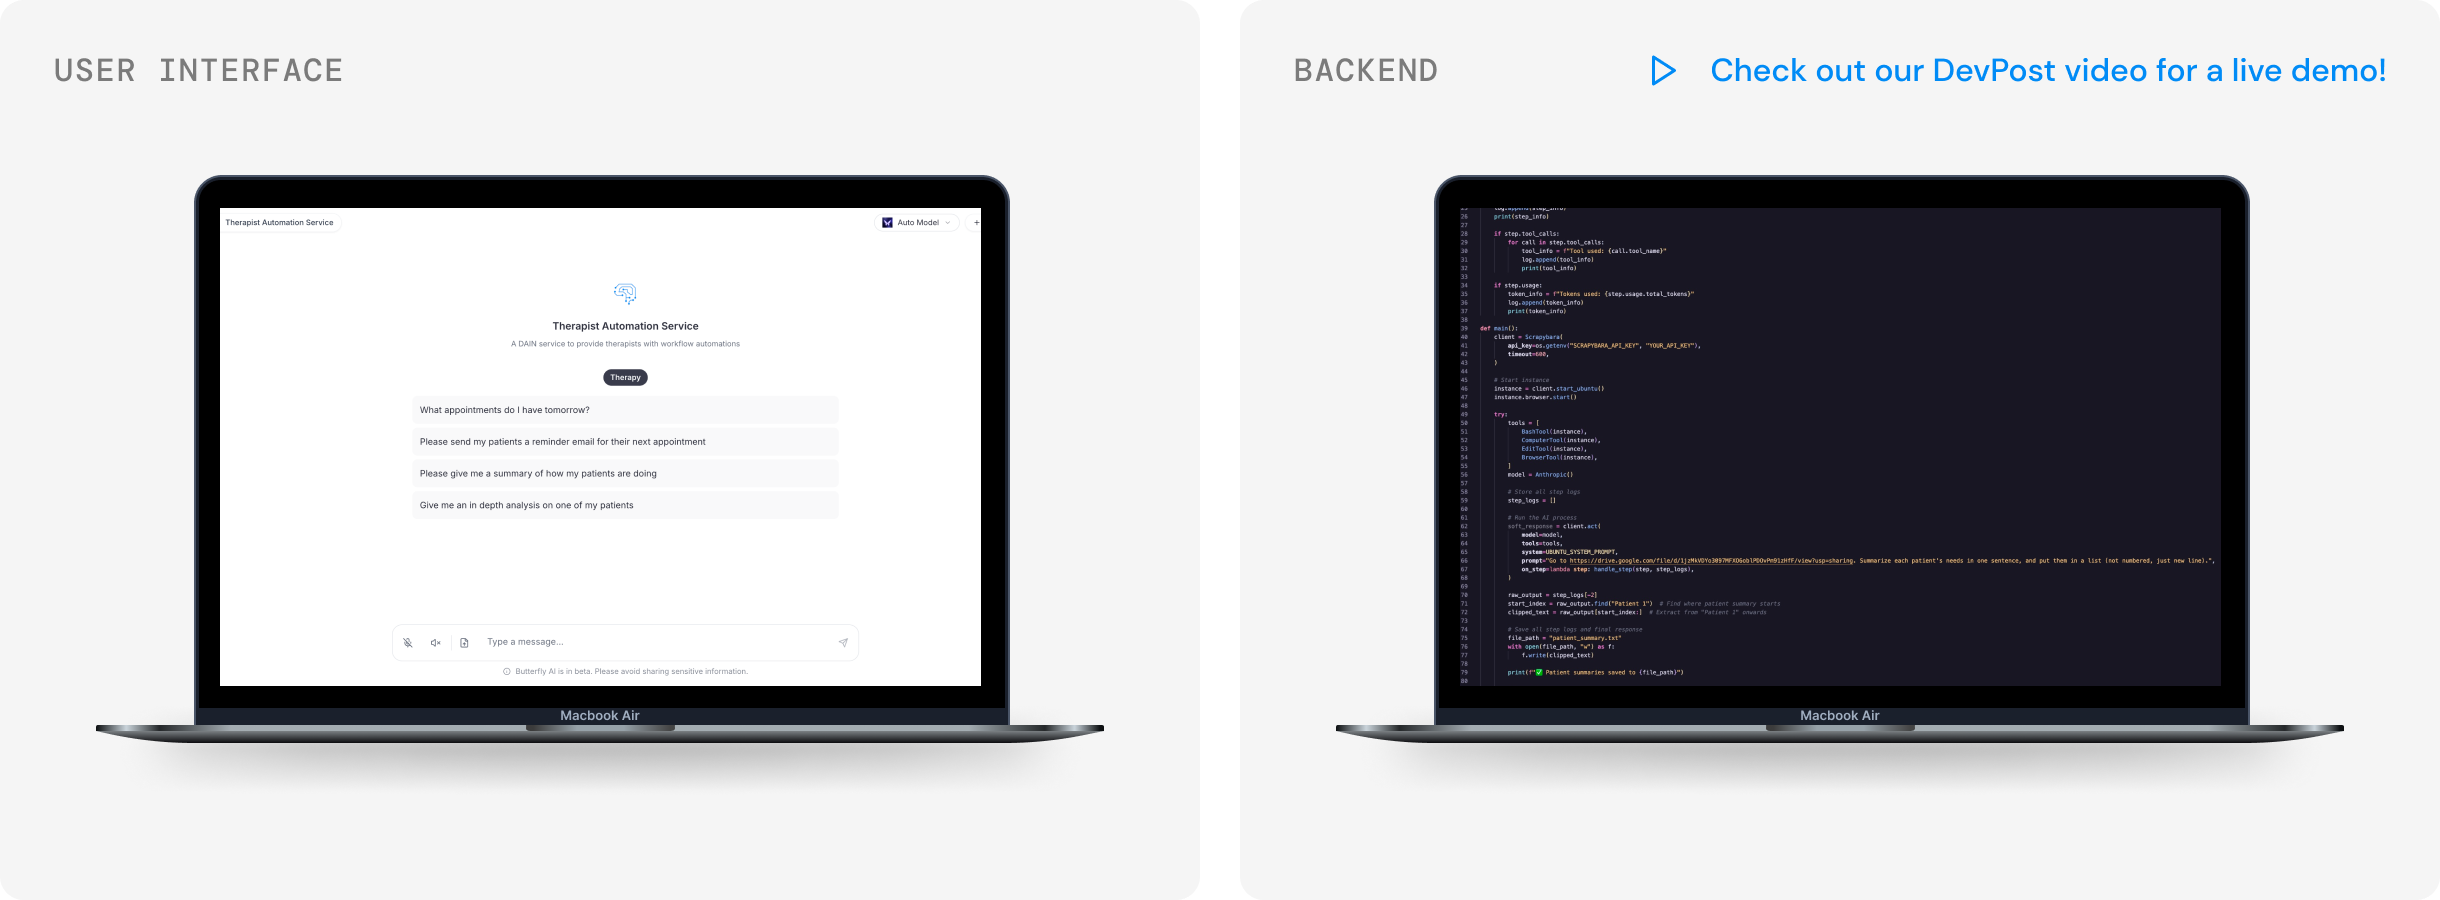 USER INTERFACE
Therapist Automation Service
Auto Model
+
Therapist Automation Service
A DAIN service to provide therapists with workflow automations
Therapy
What appointments do I have tomorrow?
Please send my patients a reminder email for their next appointment
Please give me a summary of how my patients are doing
Give me an in depth analysis on one of my patients
Type a message...
Butterfly AI is in beta. Please avoid sharing sensitive information.
Macbook Air
BACKEND
Check out our DevPost video for a live demo!
25 log.append(step_info)
26 print(step_info)
27
28 if step.tool_calls:
29 for call in step.tool_calls:
30 tool_info = f"Tool used: {call.tool_name}"
31 log.append(tool_info)
32 print(tool_info)
33
34 if step.usage:
35 token_info = f"Tokens used: {step.usage.total_tokens}"
36 log.append(token_info)
37 print(token_info)
38
39 def main():
40 client = Scrapybara(
41 api_key=os.getenv("SCRAPYBARA_API_KEY", "YOUR_API_KEY"),
42 timeout=600,
43 )
44
45 # Start instance
46 instance = client.start_ubuntu()
47 instance.browser.start()
48
49 try:
50 tools = [
51 BashTool(instance),
52 ComputerTool(instance),
53 EditTool(instance),
54 BrowserTool(instance),
55 ]
56 model = Anthropic()
57
58 # Store all step logs
59 step_logs = []
60
61 # Run the AI process
62 soft_response = client.act(
63 model=model,
64 tools=tools,
65 system=UBUNTU_SYSTEM_PROMPT,
66 prompt="Go to Summarize each patient's needs in one sentence, and put them in a list (not numbered, just new line).",
67 on_step=lambda step: handle_step(step, step_logs),
68 )
69
70 raw_output = step_logs[-2]
71 start_index = raw_output.find("Patient 1") # Find where patient summary starts
72 clipped_text = raw_output[start_index:] # Extract from "Patient 1" onwards
73
74 # Save all step logs and final response
75 file_path = "patient_summary.txt"
76 with open(file_path, "w") as f:
77 f.write(clipped_text)
78
79 print(f"✅ Patient summaries saved to {file_path}")
80
Macbook Air